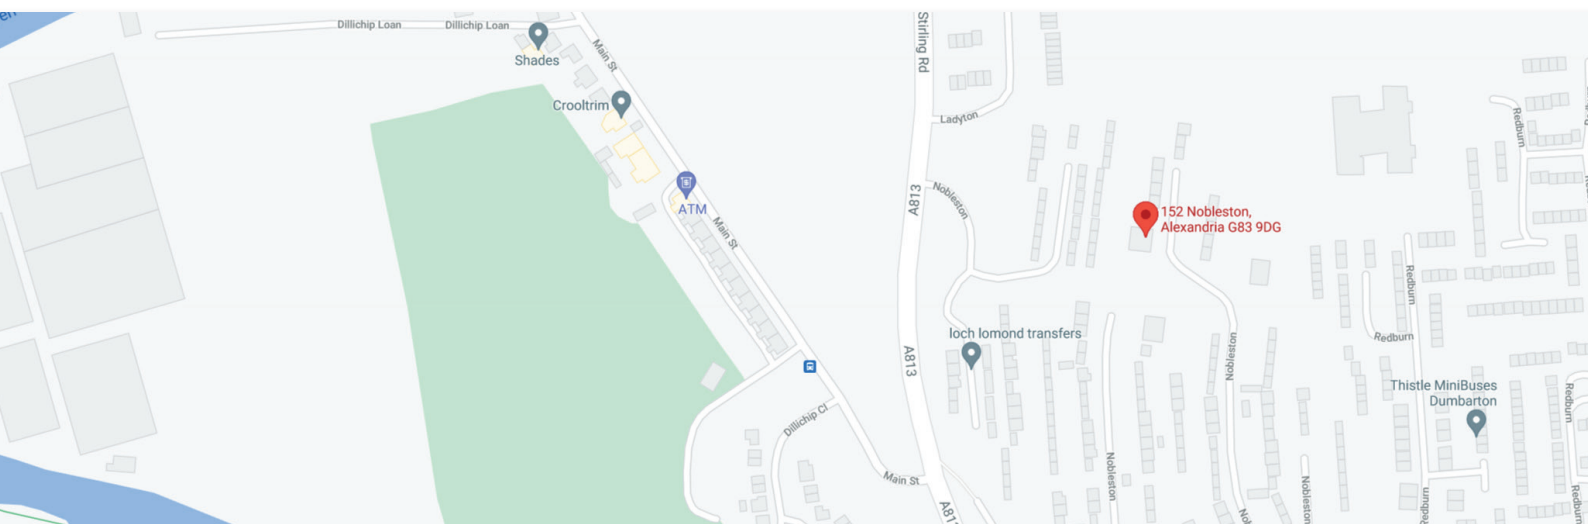 Dillichip Loan
Dillichip Loan
Shades
Main St
Crooltrim
ATM
Main St
Stirling Rd
Ladyton
A813
Nobleston
152 Nobleston,
Alexandria G83 9DG
Redburn
loch lomond transfers
A813
Nobleston
Redburn
Redburn
Thistle MiniBuses
Dumbarton
Redburn
Dillichip Cl
Main St
Nobleston
Nobleston
Redburn